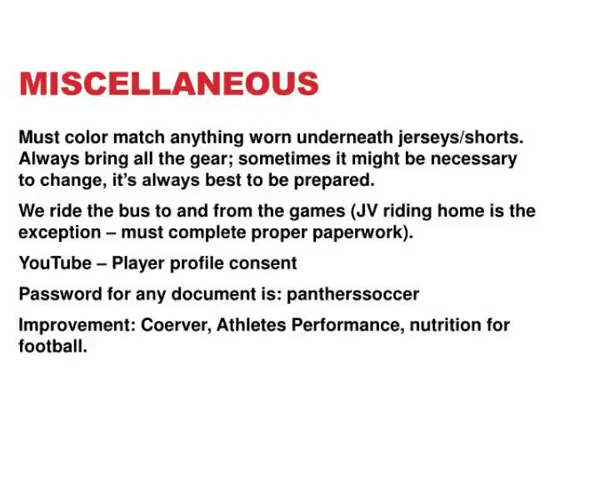 MISCELLANEOUS
Must color match anything worn underneath jerseys/shorts.
Always bring all the gear; sometimes it might be necessary
to change, it’s always best to be prepared.
We ride the bus to and from the games (JV riding home is the
exception – must complete proper paperwork).
YouTube – Player profile consent
Password for any document is: pantherssoccer
Improvement: Coerver, Athletes Performance, nutrition for
football.